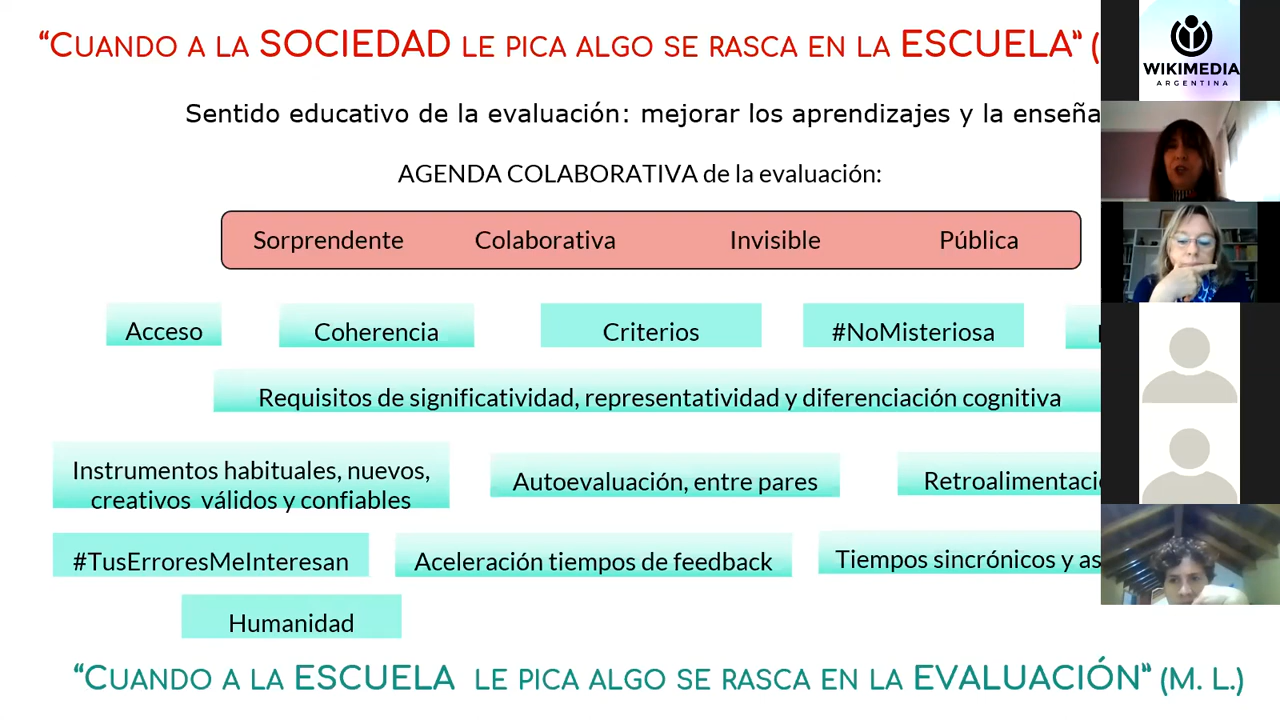 “CUANDO A LA SOCIEDAD LE PICA ALGO SE RASCA EN LA ESCUELA” (
WIKIMEDIA
ARGENTINA
Sentido educativo de la evaluación: mejorar los aprendizajes y la
AGENDA COLABORATIVA de la evaluación:
Sorprendente Colaborativa Invisible Pública
Acceso Coherencia Criterios #NoMisteriosa
Requisitos de significatividad, representatividad y diferenciación cognitiva
Instrumentos habituales, nuevos,
creativos válidos y confiables
Autoevaluación, entre pares
#TusErroresMeInteresan Aceleración tiempos de feedback Tiempos sincrónicos y
Humanidad
“CUANDO A LA ESCUELA LE PICA ALGO SE RASCA EN LA EVALUACIÓN” (M. L.)